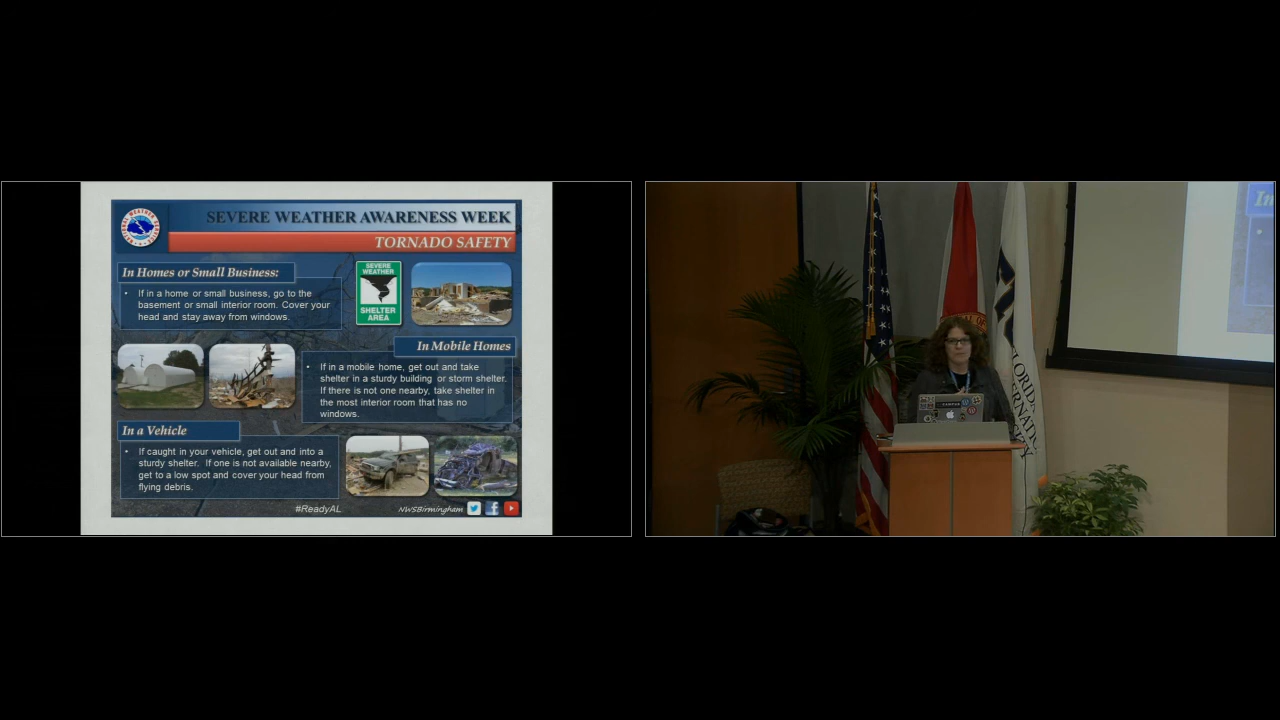 SEVERE WEATHER AWARENESS WEEK
TORNADO SAFETY
In Homes or Small Business:
• If in a home or small business, go to the
basement or small interior room. Cover your
head and stay away from windows.
SEVERE
WEATHER
SHELTER
AREA
In Mobile Homes
• If in a mobile home, get out and take
shelter in a sturdy building or storm shelter.
If there is not one nearby, take shelter in
the most interior room that has no
windows.
In a Vehicle
• If caught in your vehicle, get out and into a
sturdy shelter. If one is not available nearby,
get to a low spot and cover your head from
flying debris.
#ReadyAL
NWSBirmingham
In